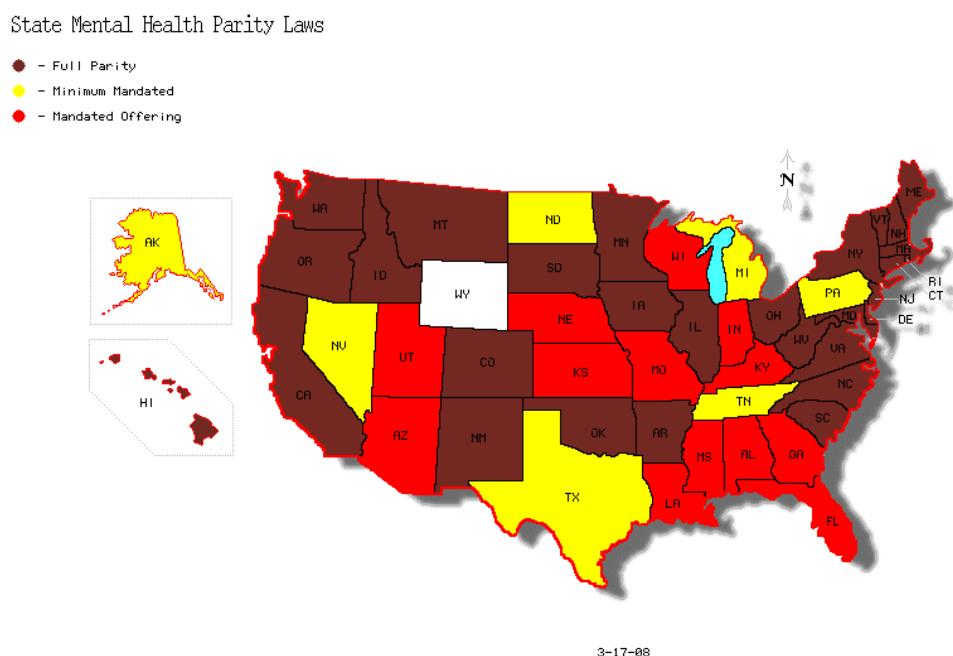 State Mental Health Parity Laws
- Full Parity
- Minimum Mandated
- Mandated Offering
N
ME
WA
MT
ND
MN
VT
NH
AK
MA
NY
OR
ID
SD
WI
MI
RI
CT
WY
PA
NJ
IA
NE
IL
IN
OH
MD
DE
NV
UT
CO
WV
VA
KS
MO
KY
HI
CA
NC
TN
AZ
NM
OK
AR
SC
MS
AL
GA
TX
LA
FL
3-17-08